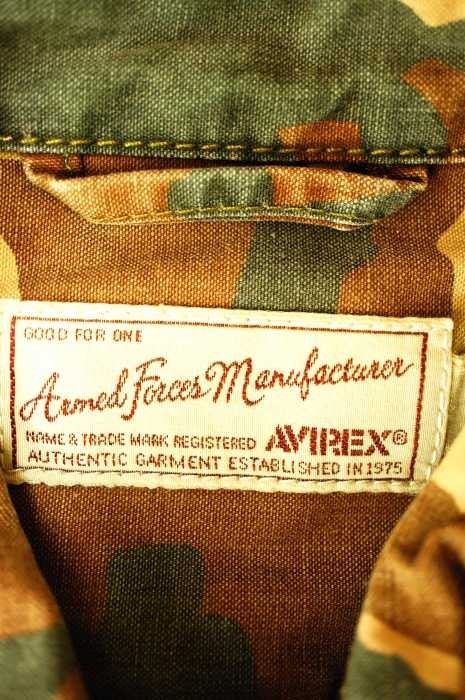 GOOD FOR ONE
Armed Forces Manufacturer
NAME & TRADE MARK REGISTERED AVIREX®
AUTHENTIC GARMENT ESTABLISHED IN 1975